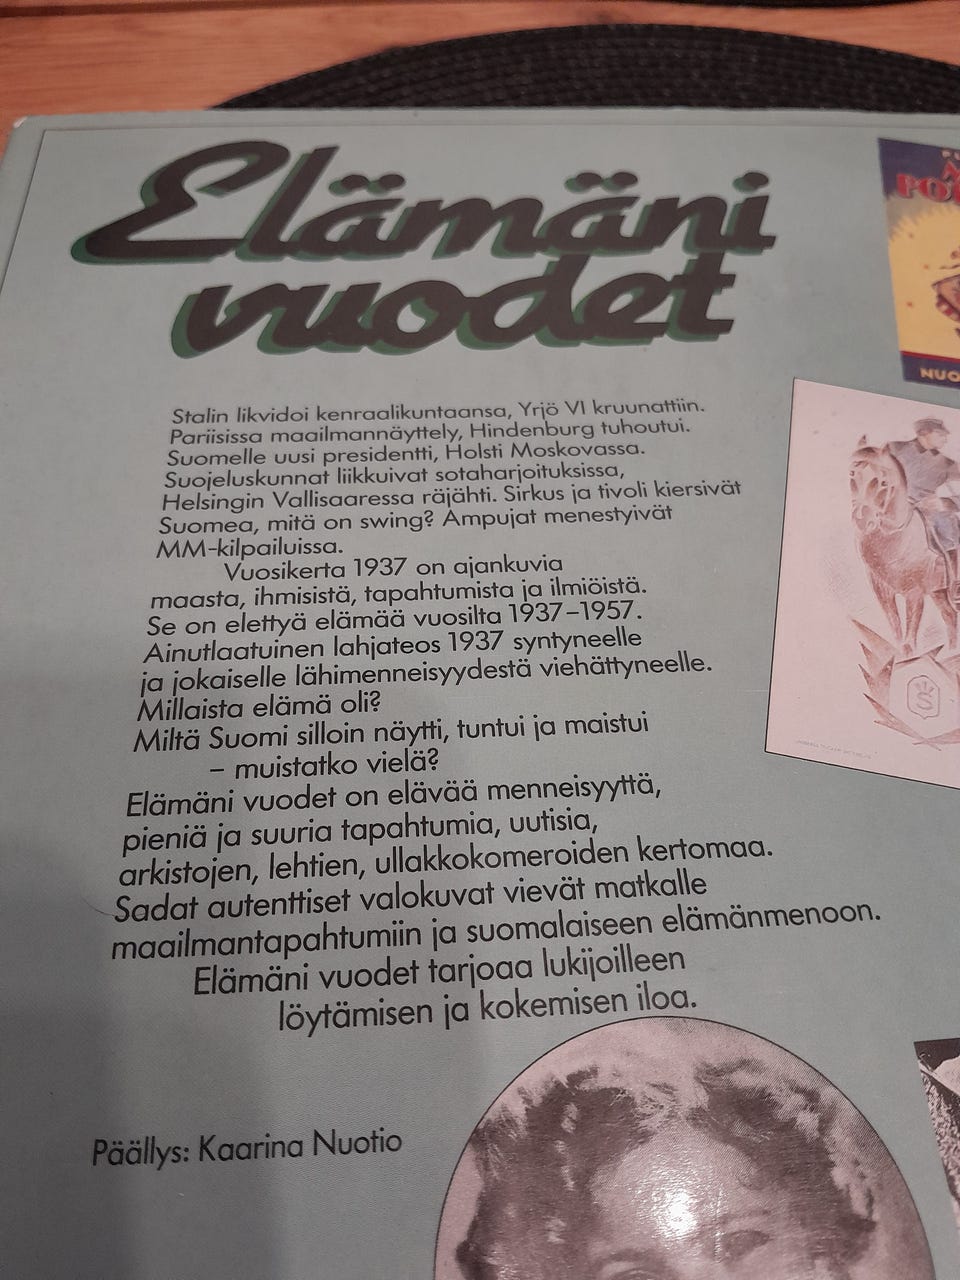 Elämäni
vuodet
Stalin likvidoi kenraalikuntaansa, Yrjö VI kruunattiin.
Pariisissa maailmannäyttely, Hindenburg tuhoutui.
Suomelle uusi presidentti, Holsti Moskovassa.
Suojeluskunnat liikkuivat sotaharjoituksissa,
Helsingin Vallisaaressa räjähti. Sirkus ja tivoli kiersivät
Suomea, mitä on swing? Ampujat menestyivät
MM-kilpailuissa.
Vuosikerta 1937 on ajankuvia
maasta, ihmisistä, tapahtumista ja ilmiöistä.
Se on elettyä elämää vuosilta 1937–1957.
Ainutlaatuinen lahjateos 1937 syntyneelle
ja jokaiselle lähimenneisyydestä viehättyneelle.
Millaista elämä oli?
Miltä Suomi silloin näytti, tuntui ja maistui
– muistatko vielä?
Elämäni vuodet on elävää menneisyyttä,
pieniä ja suuria tapahtumia, uutisia,
arkistojen, lehtien, ullakkokomeroiden kertomaa.
Sadat autenttiset valokuvat vievät matkalle
maailmantapahtumiin ja suomalaiseen elämänmenoon.
Elämäni vuodet tarjoaa lukijoilleen
löytämisen ja kokemisen iloa.
Päällys: Kaarina Nuotio
NUO
S